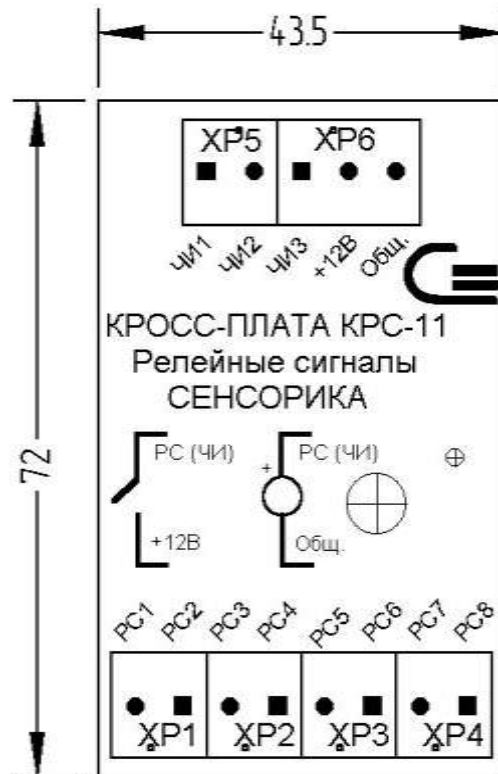 43.5
72
XP5 XP6
ЧИ1 ЧИ2 ЧИ3 +12В Общ.
КРОСС-ПЛАТА КРС-11
Релейные сигналы
СЕНСОРИКА
РС (ЧИ) + РС (ЧИ)
+12В Общ.
РС1 РС2 РС3 РС4 РС5 РС6 РС7 РС8
XP1 XP2 XP3 XP4